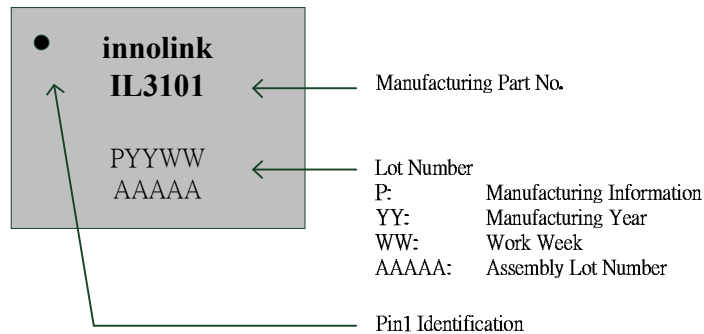 innolink
IL3101
Manufacturing Part No.
PYYWW
AAAAA
Lot Number
P: Manufacturing Information
YY: Manufacturing Year
WW: Work Week
AAAAA: Assembly Lot Number
Pin1 Identification